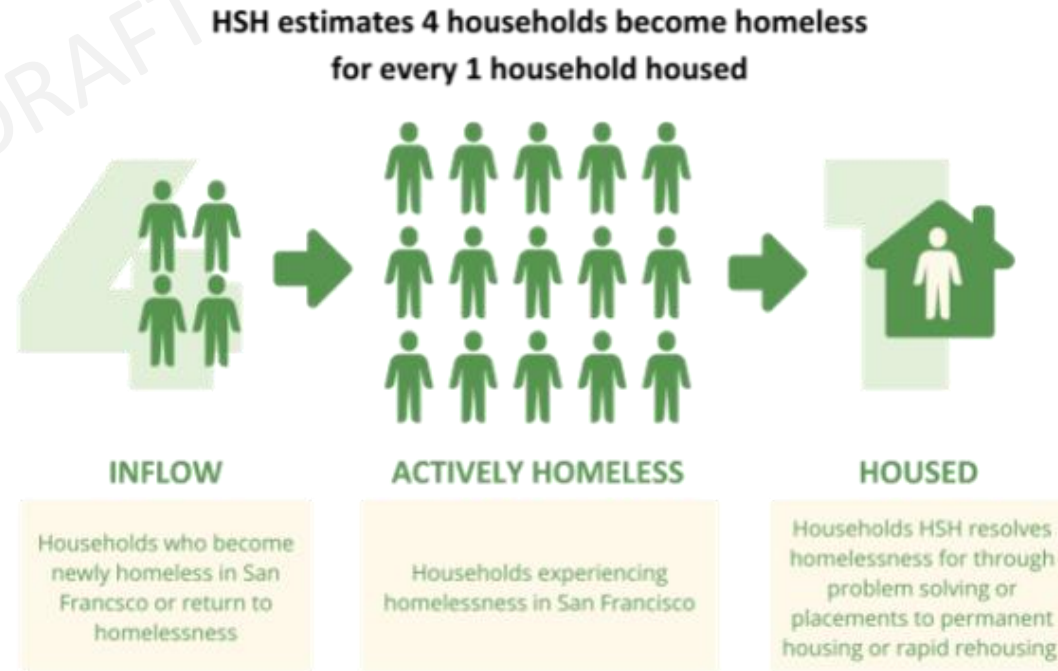 HSH estimates 4 households become homeless
for every 1 household housed
DRAFT
4
1
INFLOW
ACTIVELY HOMELESS
HOUSED
Households who become
newly homeless in San
Francsco or return to
homelessness
Households experiencing
homelessness in San Francisco
Households HSH resolves
homelessness for through
problem solving or
placements to permanent
housing or rapid rehousing